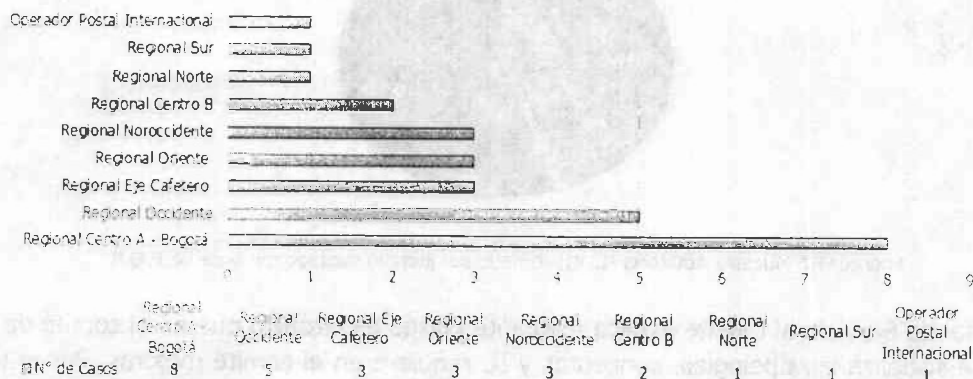 Operador Postal Internacional
Regional Sur
Regional Norte
Regional Centro B
Regional Noroccidente
Regional Oriente
Regional Eje Cafetero
Regional Occidente
Regional Centro A - Bogotá
0 1 2 3 4 5 6 7 8 9
Regional Centro A - Bogotá
Regional Occidente
Regional Eje Cafetero
Regional Oriente
Regional Noroccidente
Regional Centro B
Regional Norte
Regional Sur
Operador Postal Internacional
Nº de Casos 8 5 3 3 3 2 1 1 1